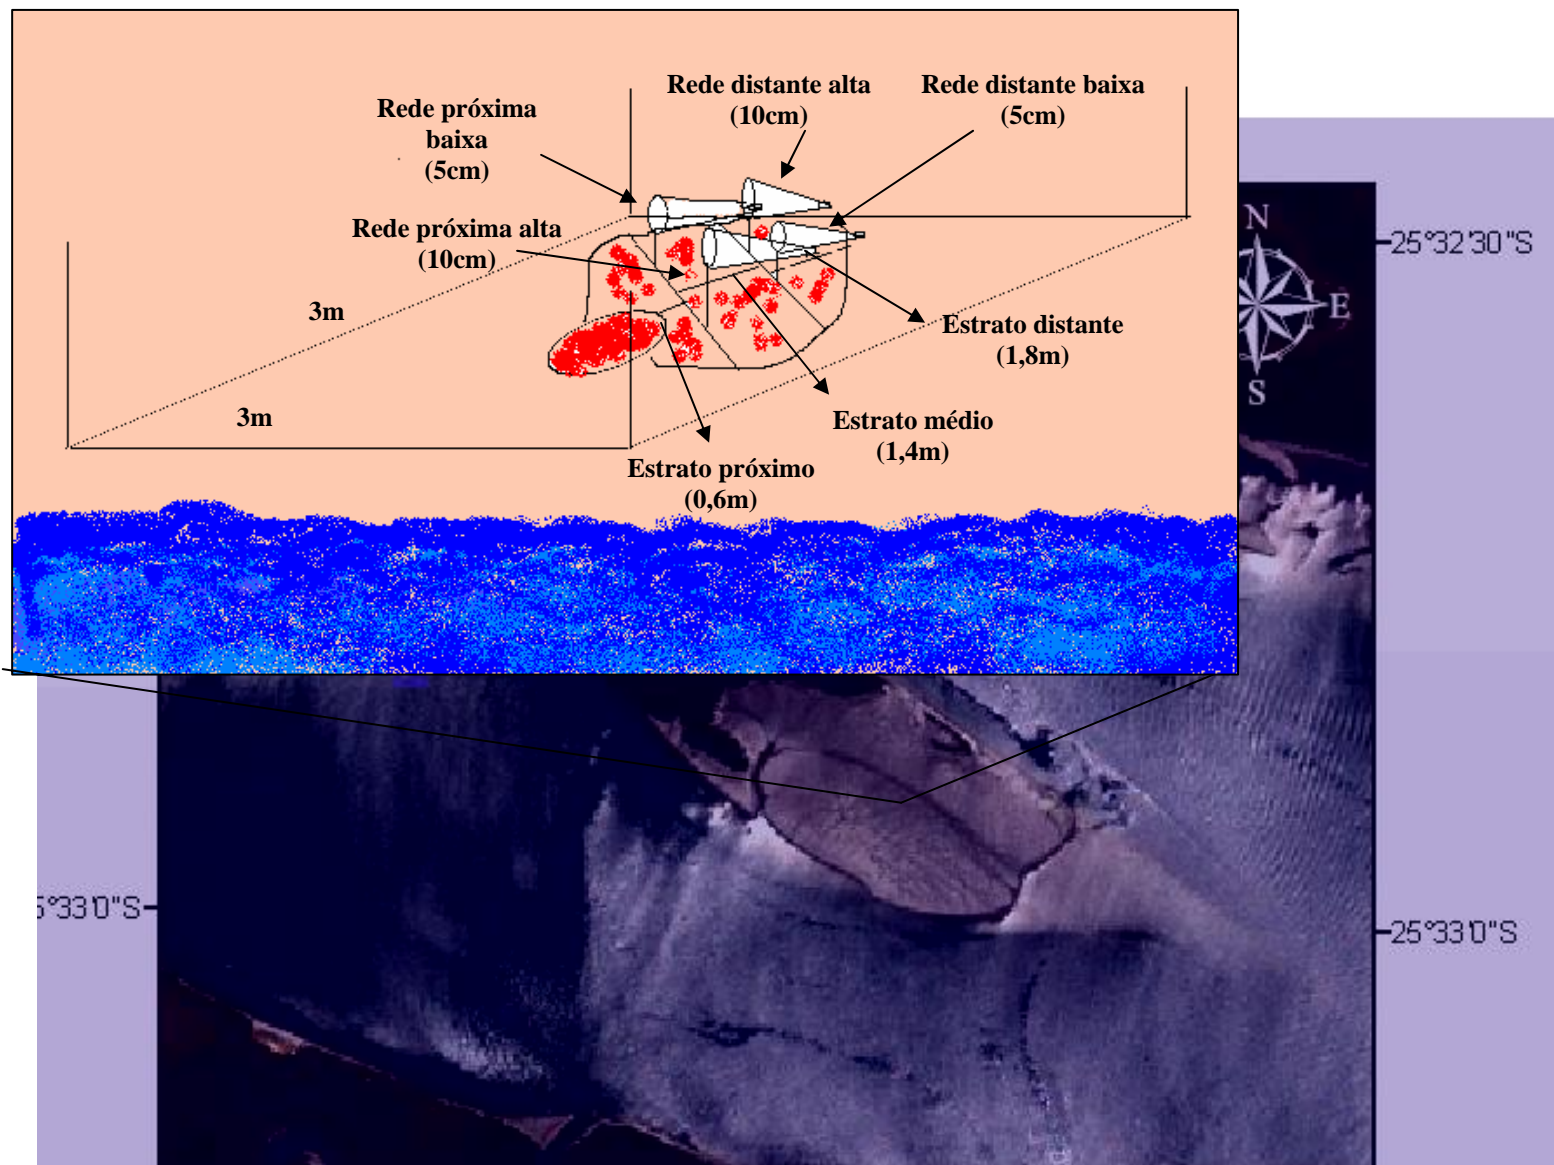 Rede distante alta
(10cm)
Rede distante baixa
(5cm)
Rede próxima
baixa
(5cm)
Rede próxima alta
(10cm)
3m
3m
Estrato distante
(1,8m)
Estrato médio
(1,4m)
Estrato próximo
(0,6m)
N
E
S
25°32'30"S
5°33'0"S
25°33'0"S